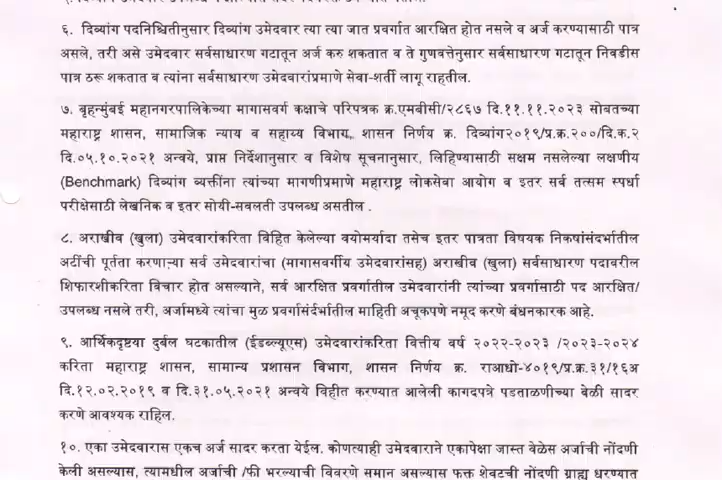 ६. दिव्यांग पदनिश्चितीनुसार दिव्यांग उमेदवार त्या त्या जात प्रवर्गात आरक्षित होत नसले व अर्ज करण्यासाठी पात्र
असले, तरी असे उमेदवार सर्वसाधारण गटातून अर्ज करु शकतात व ते गुणवत्तेनुसार सर्वसाधारण गटातून निवडीस
पात्र ठरू शकतात व त्यांना सर्वसाधारण उमेदवारांप्रमाणे सेवा-शर्ती लागू राहतील.
७. बृहन्मुंबई महानगरपालिकेच्या मागासवर्ग कक्षाचे परिपत्रक क्र.एमबीसी/२८६७ दि.११.११.२०२३ सोबतच्या
महाराष्ट्र शासन, सामाजिक न्याय व सहाय्य विभाग, शासन निर्णय क्र. दिव्यांग२०१९/प्र.क्र.२००/दि.क.२
दि.०५.१०.२०२१ अन्वये, प्राप्त निर्देशानुसार व विशेष सूचनानुसार, लिहिण्यासाठी सक्षम नसलेल्या लक्षणीय
(Benchmark) दिव्यांग व्यक्तींना त्यांच्या मागणीप्रमाणे महाराष्ट्र लोकसेवा आयोग व इतर सर्व तत्सम स्पर्धा
परीक्षेसाठी लेखनिक व इतर सोयी-सवलती उपलब्ध असतील .
८. अराखीव (खुला) उमेदवारांकरिता विहित केलेल्या वयोमर्यादा तसेच इतर पात्रता विषयक निकषांसंदर्भातील
अटींची पूर्तता करणाऱ्या सर्व उमेदवारांचा (मागासवर्गीय उमेदवारांसह) अराखीव (खुला) सर्वसाधारण पदावरील
शिफारशीकरिता विचार होत असल्याने, सर्व आरक्षित प्रवर्गातील उमेदवारांनी त्यांच्या प्रवर्गासाठी पद आरक्षित/
उपलब्ध नसले तरी, अर्जामध्ये त्यांचा मुळ प्रवर्गासंर्दर्भातील माहिती अचूकपणे नमूद करणे बंधनकारक आहे.
९. आर्थिकदृष्टया दुर्बल घटकातील (ईडब्ल्यूएस) उमेदवारांकरिता वित्तीय वर्ष २०२२-२०२३ /२०२३-२०२४
करिता महाराष्ट्र शासन, सामान्य प्रशासन विभाग, शासन निर्णय क्र. राआधो-४०१९/प्र.क्र.३१/१६अ
दि.१२.०२.२०१९ व दि.३१.०५.२०२१ अन्वये विहीत करण्यात आलेली कागदपत्रे पडताळणीच्या बेळी सादर
करणे आवश्यक राहिल.
१०. एका उमेदवारास एकच अर्ज सादर करता येईल. कोणत्याही उमेदवाराने एकापेक्षा जास्त वेळेस अर्जाची नोंदणी
केली असल्यास, त्यामधील अर्जाची /फी भरल्याची विवरणे समान असल्यास फक्त शेवटची नोंदणी ग्राह्य धरण्यात